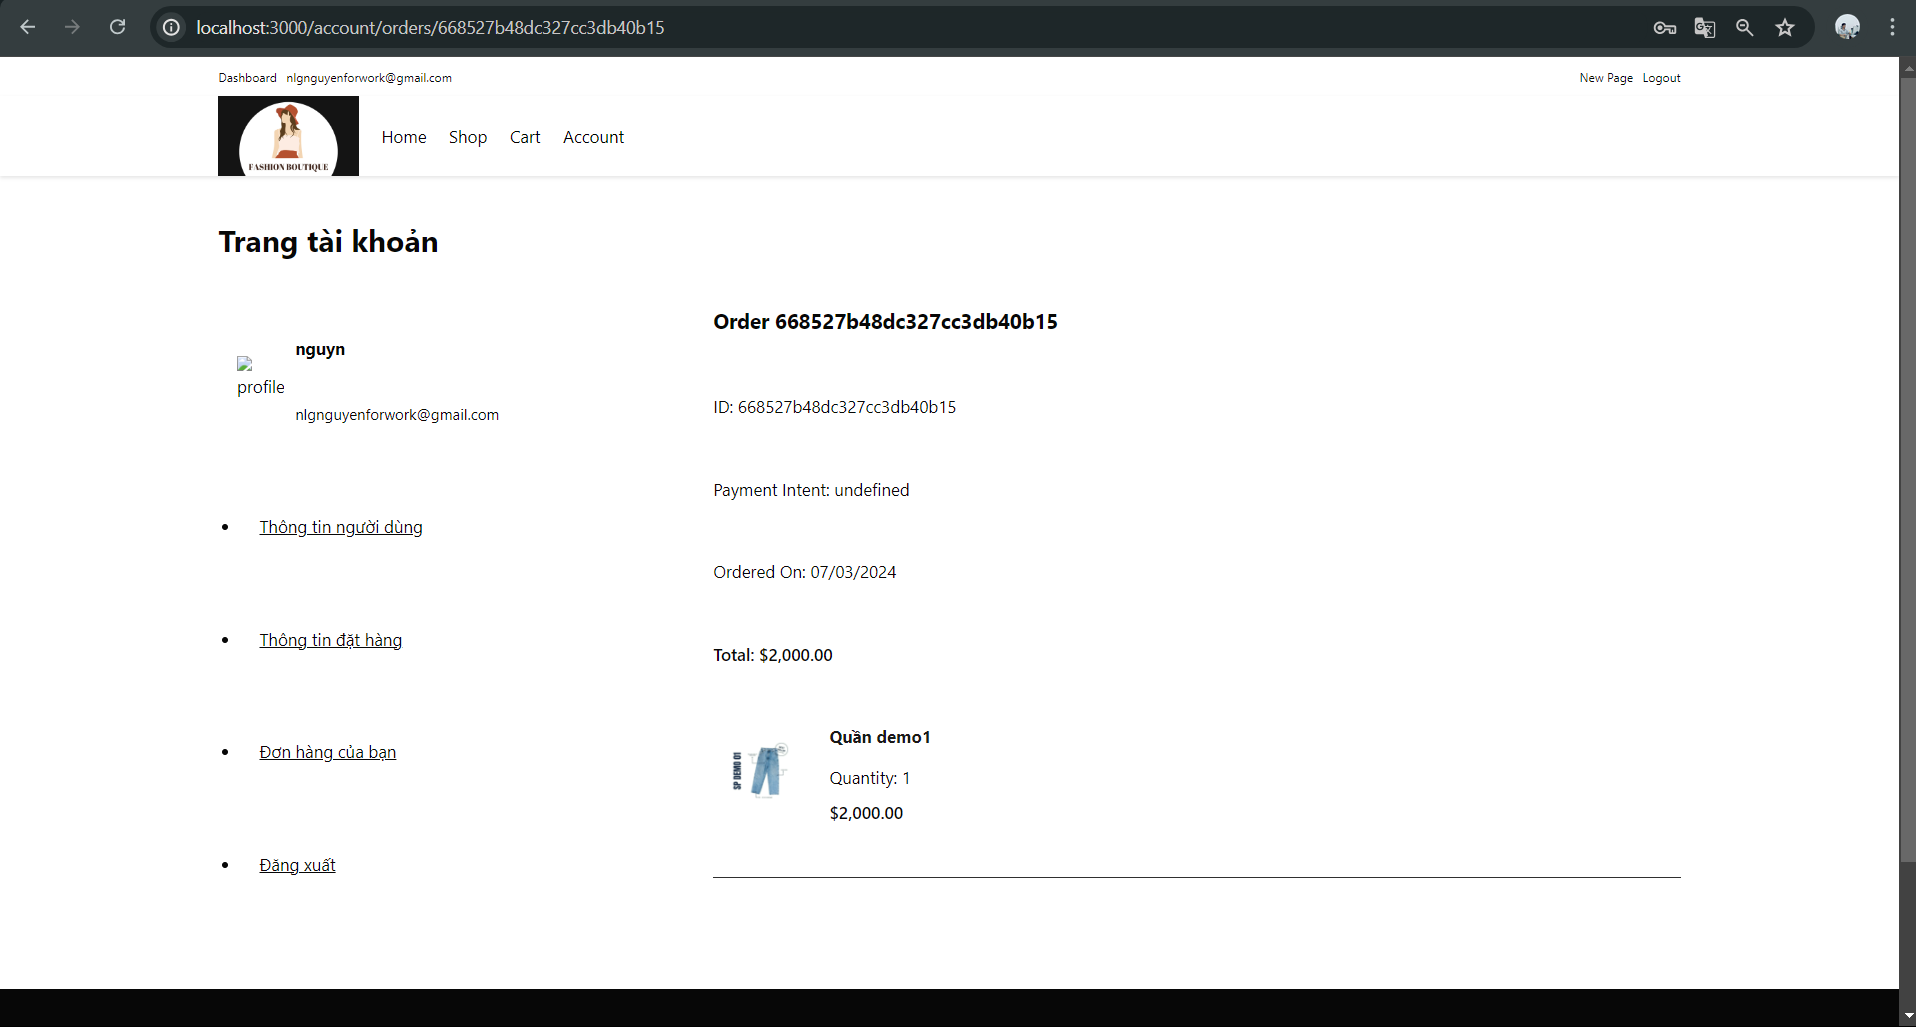 localhost:3000/account/orders/668527b48dc327cc3db40b15
Dashboard nlgnguyenforwork@gmail.com
New Page Logout
FASHION BOUTIQUE
Home Shop Cart Account
Trang tài khoản
nguyn
profile
nlgnguyenforwork@gmail.com
Thông tin người dùng
Thông tin đặt hàng
Đơn hàng của bạn
Đăng xuất
Order 668527b48dc327cc3db40b15
ID: 668527b48dc327cc3db40b15
Payment Intent: undefined
Ordered On: 07/03/2024
Total: $2,000.00
SP DEMO 01
Quần demo1
Quantity: 1
$2,000.00